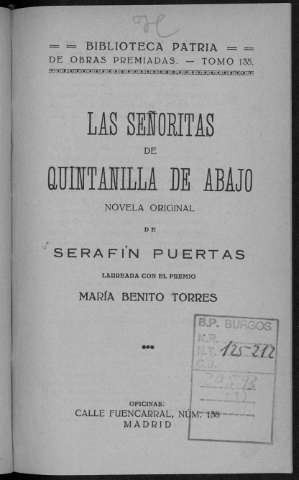 = = BIBLIOTECA PATRIA = =
DE OBRAS PREMIADAS. — TOMO 138.
LAS SEÑORITAS
DE
QUINTANILLA DE ABAJO
NOVELA ORIGINAL
DE
SERAFÍN PUERTAS
LAUREADA CON EL PREMIO
MARÍA BENITO TORRES
B.P. BURGOS
N.R.
N.T. 125.212
OFICINAS:
CALLE FUENCARRAL, NÚM. 138
MADRID